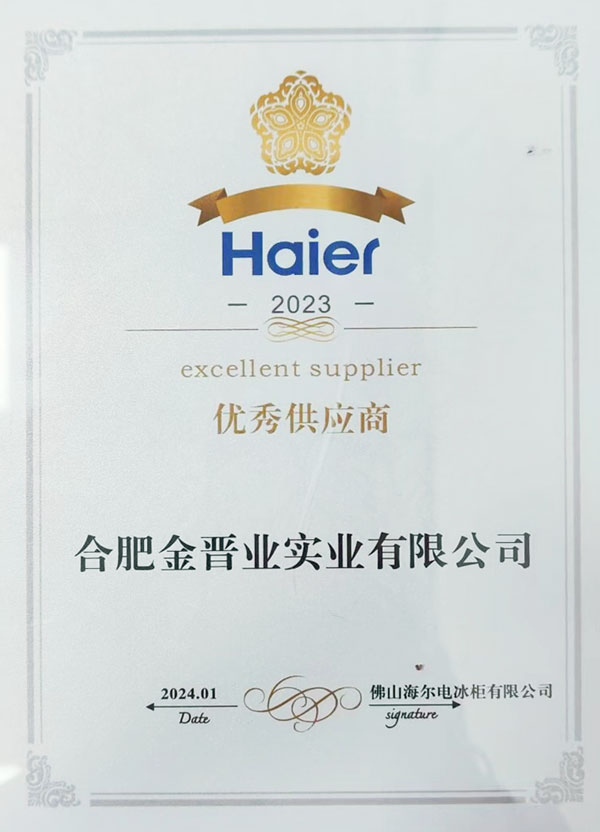 Haier
— 2023 —
excellent supplier
优秀供应商
合肥金晋业实业有限公司
2024.01 佛山海尔电冰柜有限公司
Date signature